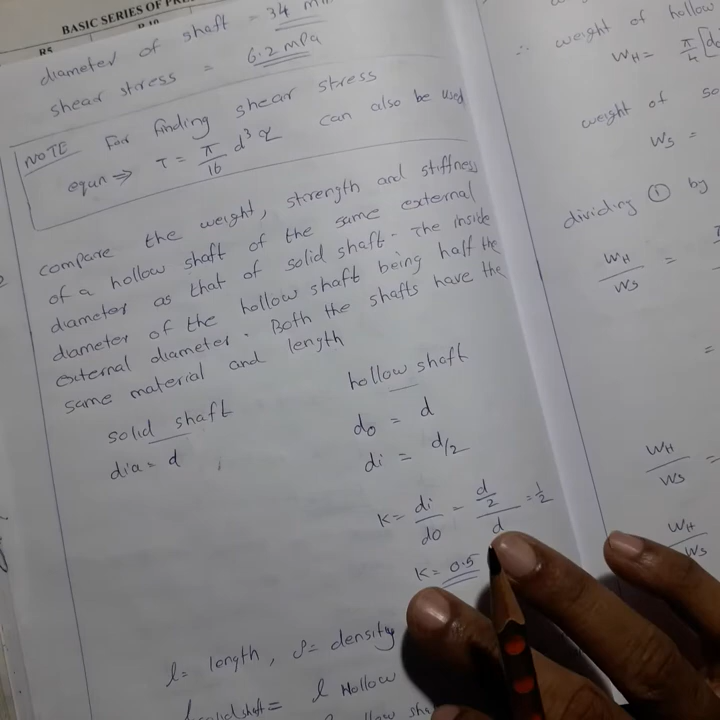 BASIC SERIES OF
R5
R 10
diameter of shaft = 34 mm
shear stress = 6.2 mPa
NOTE For finding shear stress
equn ⇒ T = π/16 d³ τ can also be used
compare the weight, strength and stiffness
of a hollow shaft of the same external
diameter as that of solid shaft. The inside
diameter of the hollow shaft being half the
external diameter. Both the shafts have the
same material and length
solid shaft
dia = d
hollow shaft
do = d
di = d/2
K = di/do = d/2/d = 1/2
K = 0.5
l = length, ρ = density
l solid shaft = l Hollow
∴ weight of hollow
WH = π/4 [do
weight of so
Ws =
dividing ① by
WH/Ws =
=
WH/Ws =
WH/Ws